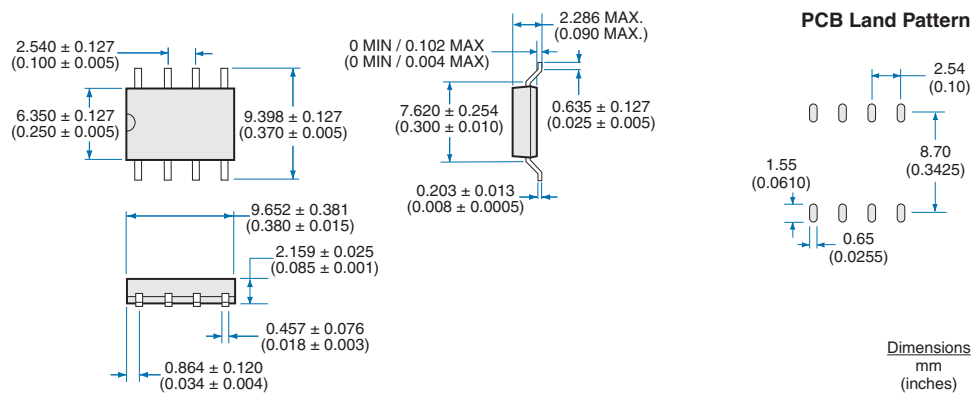 2.540 ± 0.127
(0.100 ± 0.005)
6.350 ± 0.127
(0.250 ± 0.005)
9.398 ± 0.127
(0.370 ± 0.005)
9.652 ± 0.381
(0.380 ± 0.015)
2.159 ± 0.025
(0.085 ± 0.001)
0.457 ± 0.076
(0.018 ± 0.003)
0.864 ± 0.120
(0.034 ± 0.004)
2.286 MAX.
(0.090 MAX.)
0 MIN / 0.102 MAX
(0 MIN / 0.004 MAX)
7.620 ± 0.254
(0.300 ± 0.010)
0.635 ± 0.127
(0.025 ± 0.005)
0.203 ± 0.013
(0.008 ± 0.0005)
PCB Land Pattern
2.54
(0.10)
8.70
(0.3425)
1.55
(0.0610)
0.65
(0.0255)
Dimensions
mm
(inches)